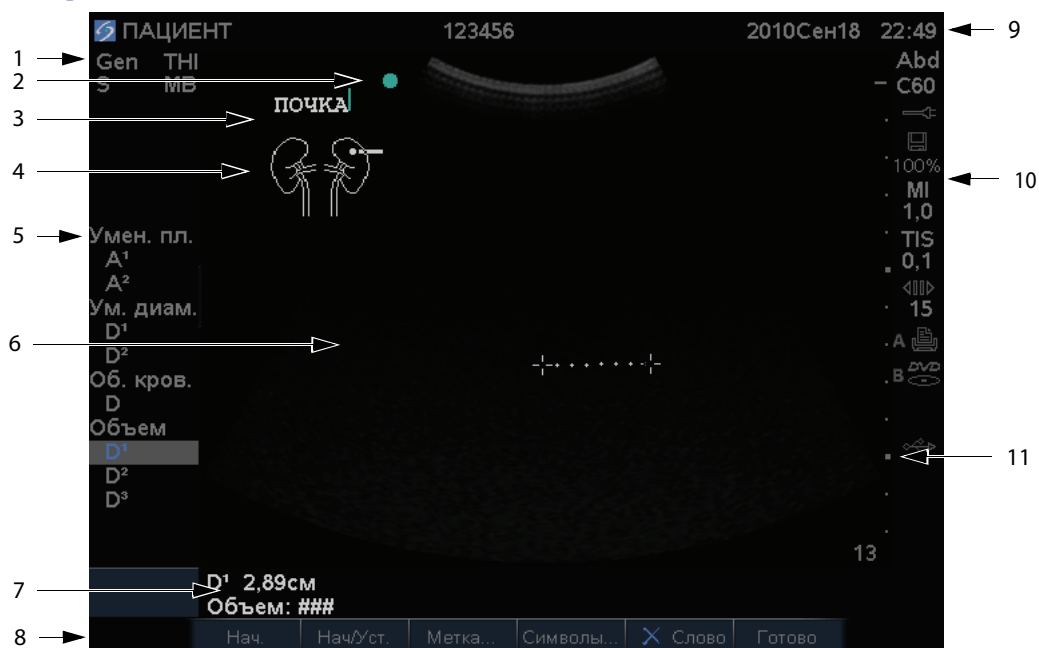 ПАЦИЕНТ 123456 2010Сен18 22:49 9
1 Gen THI Abd
2 S MB C60
ПОЧКА
3
4 100% 10
MI
1,0
5 Умен. пл. TIS
A¹ 0,1
A²
Ум. диам. 15
D¹
6 A
D²
Об. кров. B DVD
D
Объем
D¹ 11
D²
D³
13
7 D¹ 2,89см
Объем: ###
8 Нач. Нач/Уст. Метка... Символы... X Слово Готово